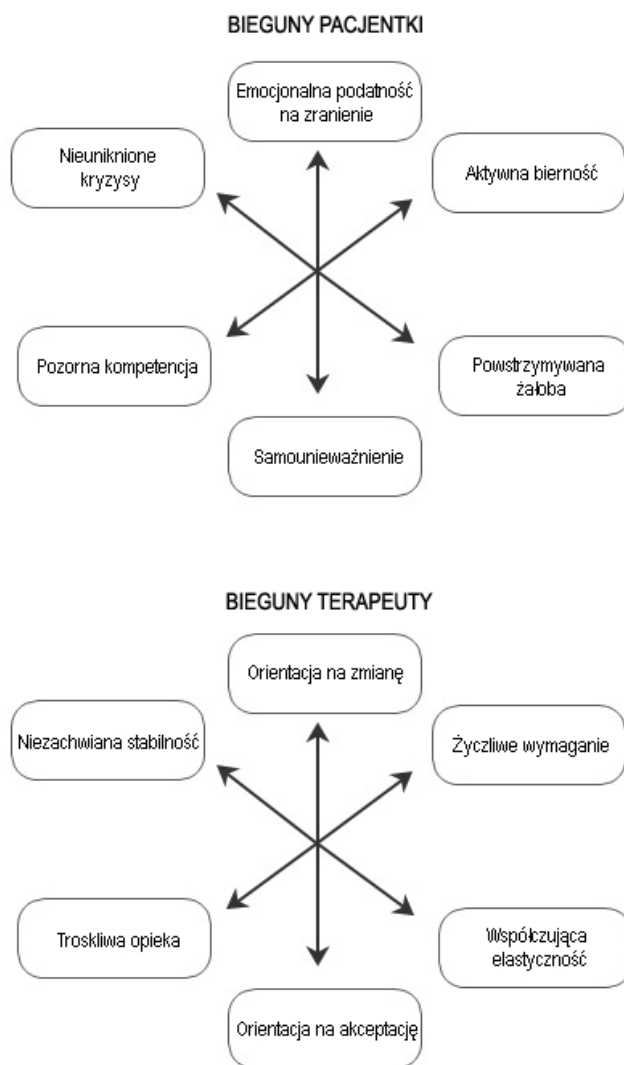 BIEGUNY PACJENTKI
Emocjonalna podatność
na zranienie
Nieuniknione
kryzysy
Aktywna bierność
Pozorna kompetencja
Powstrzymywana
żałoba
Samounieważnienie
BIEGUNY TERAPEUTY
Orientacja na zmianę
Niezachwiana stabilność
Życzliwe wymaganie
Troskliwa opieka
Współczująca
elastyczność
Orientacja na akceptację